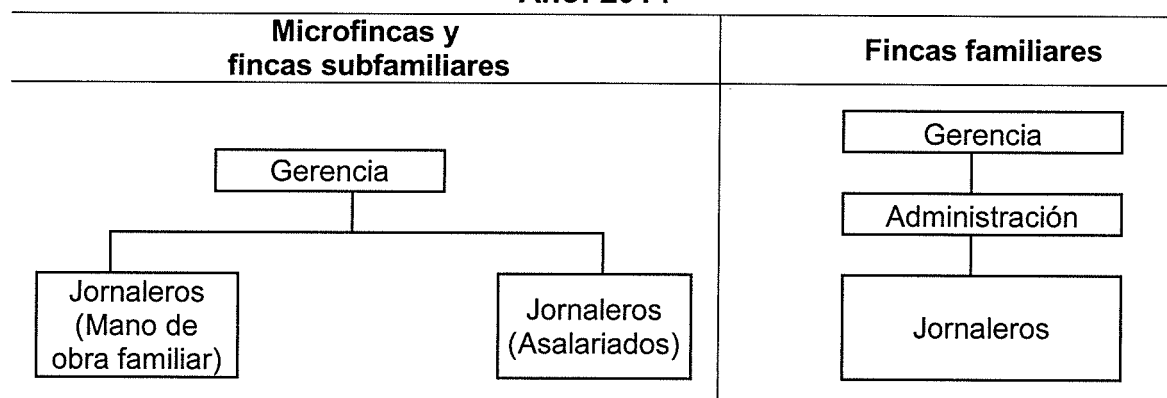 Microfincas y
fincas subfamiliares
Fincas familiares
Gerencia
Jornaleros
(Mano de
obra familiar)
Jornaleros
(Asalariados)
Gerencia
Administración
Jornaleros